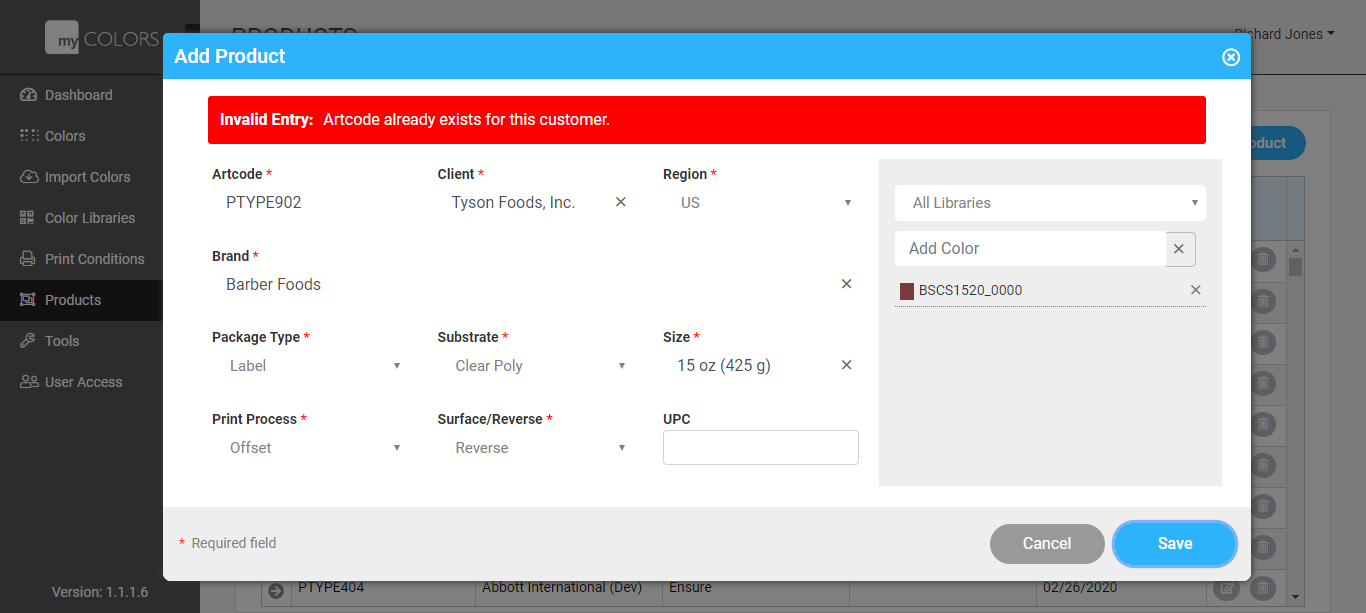 my COLORS
PRODUCTS
Richard Jones
Dashboard
Colors
Import Colors
Color Libraries
Print Conditions
Products
Tools
User Access
Version: 1.1.1.6
Add Product
Invalid Entry: Artcode already exists for this customer.
Artcode * Client * Region *
PTYPE902 Tyson Foods, Inc. US
Brand *
Barber Foods
Package Type * Substrate * Size *
Label Clear Poly 15 oz (425 g)
Print Process * Surface/Reverse * UPC
Offset Reverse
All Libraries
Add Color
BSCS1520_0000
* Required field
Cancel Save
PTYPE404 Abbott International (Dev) Ensure 02/26/2020